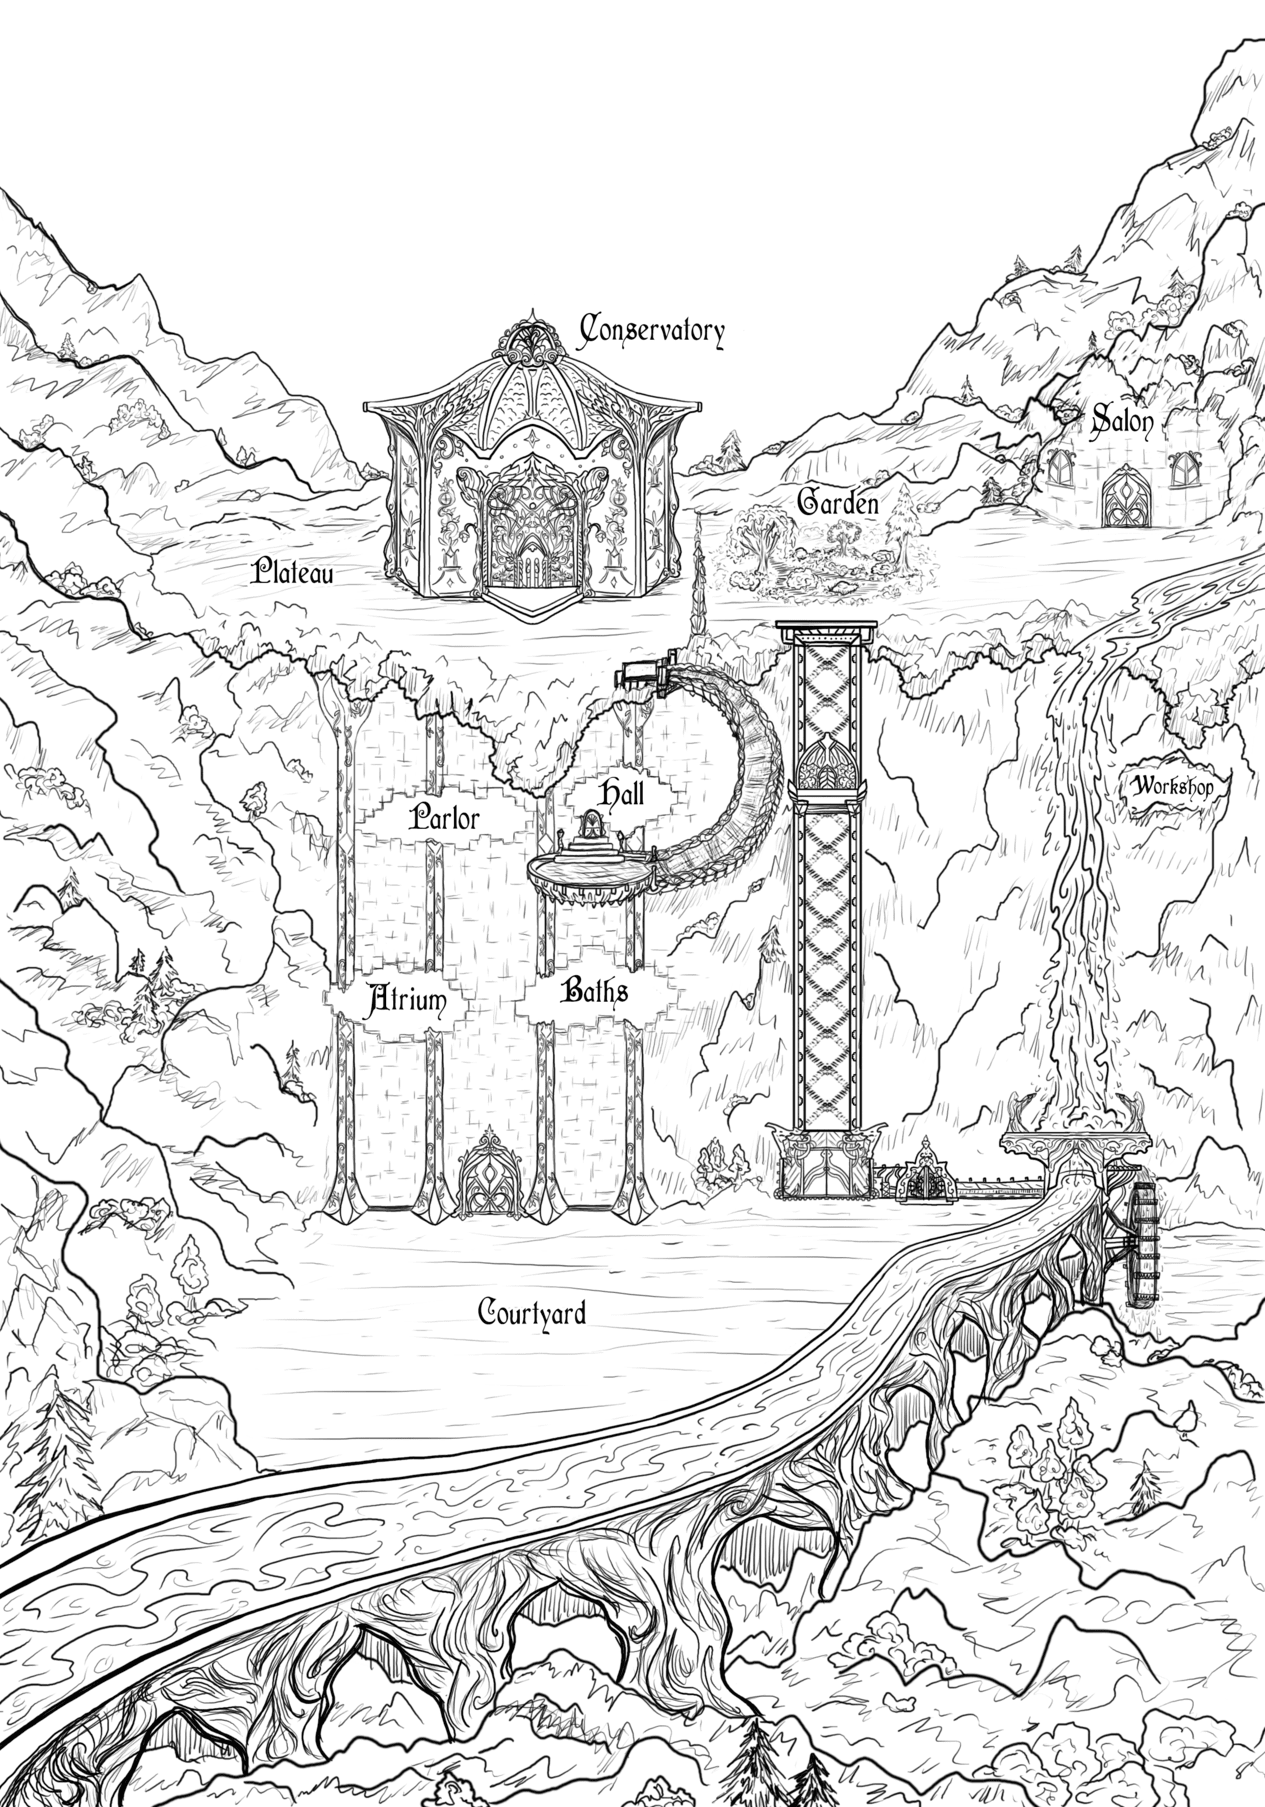 Conservatory
Salon
Garden
Plateau
Workshop
Hall
Parlor
Baths
Atrium
Courtyard